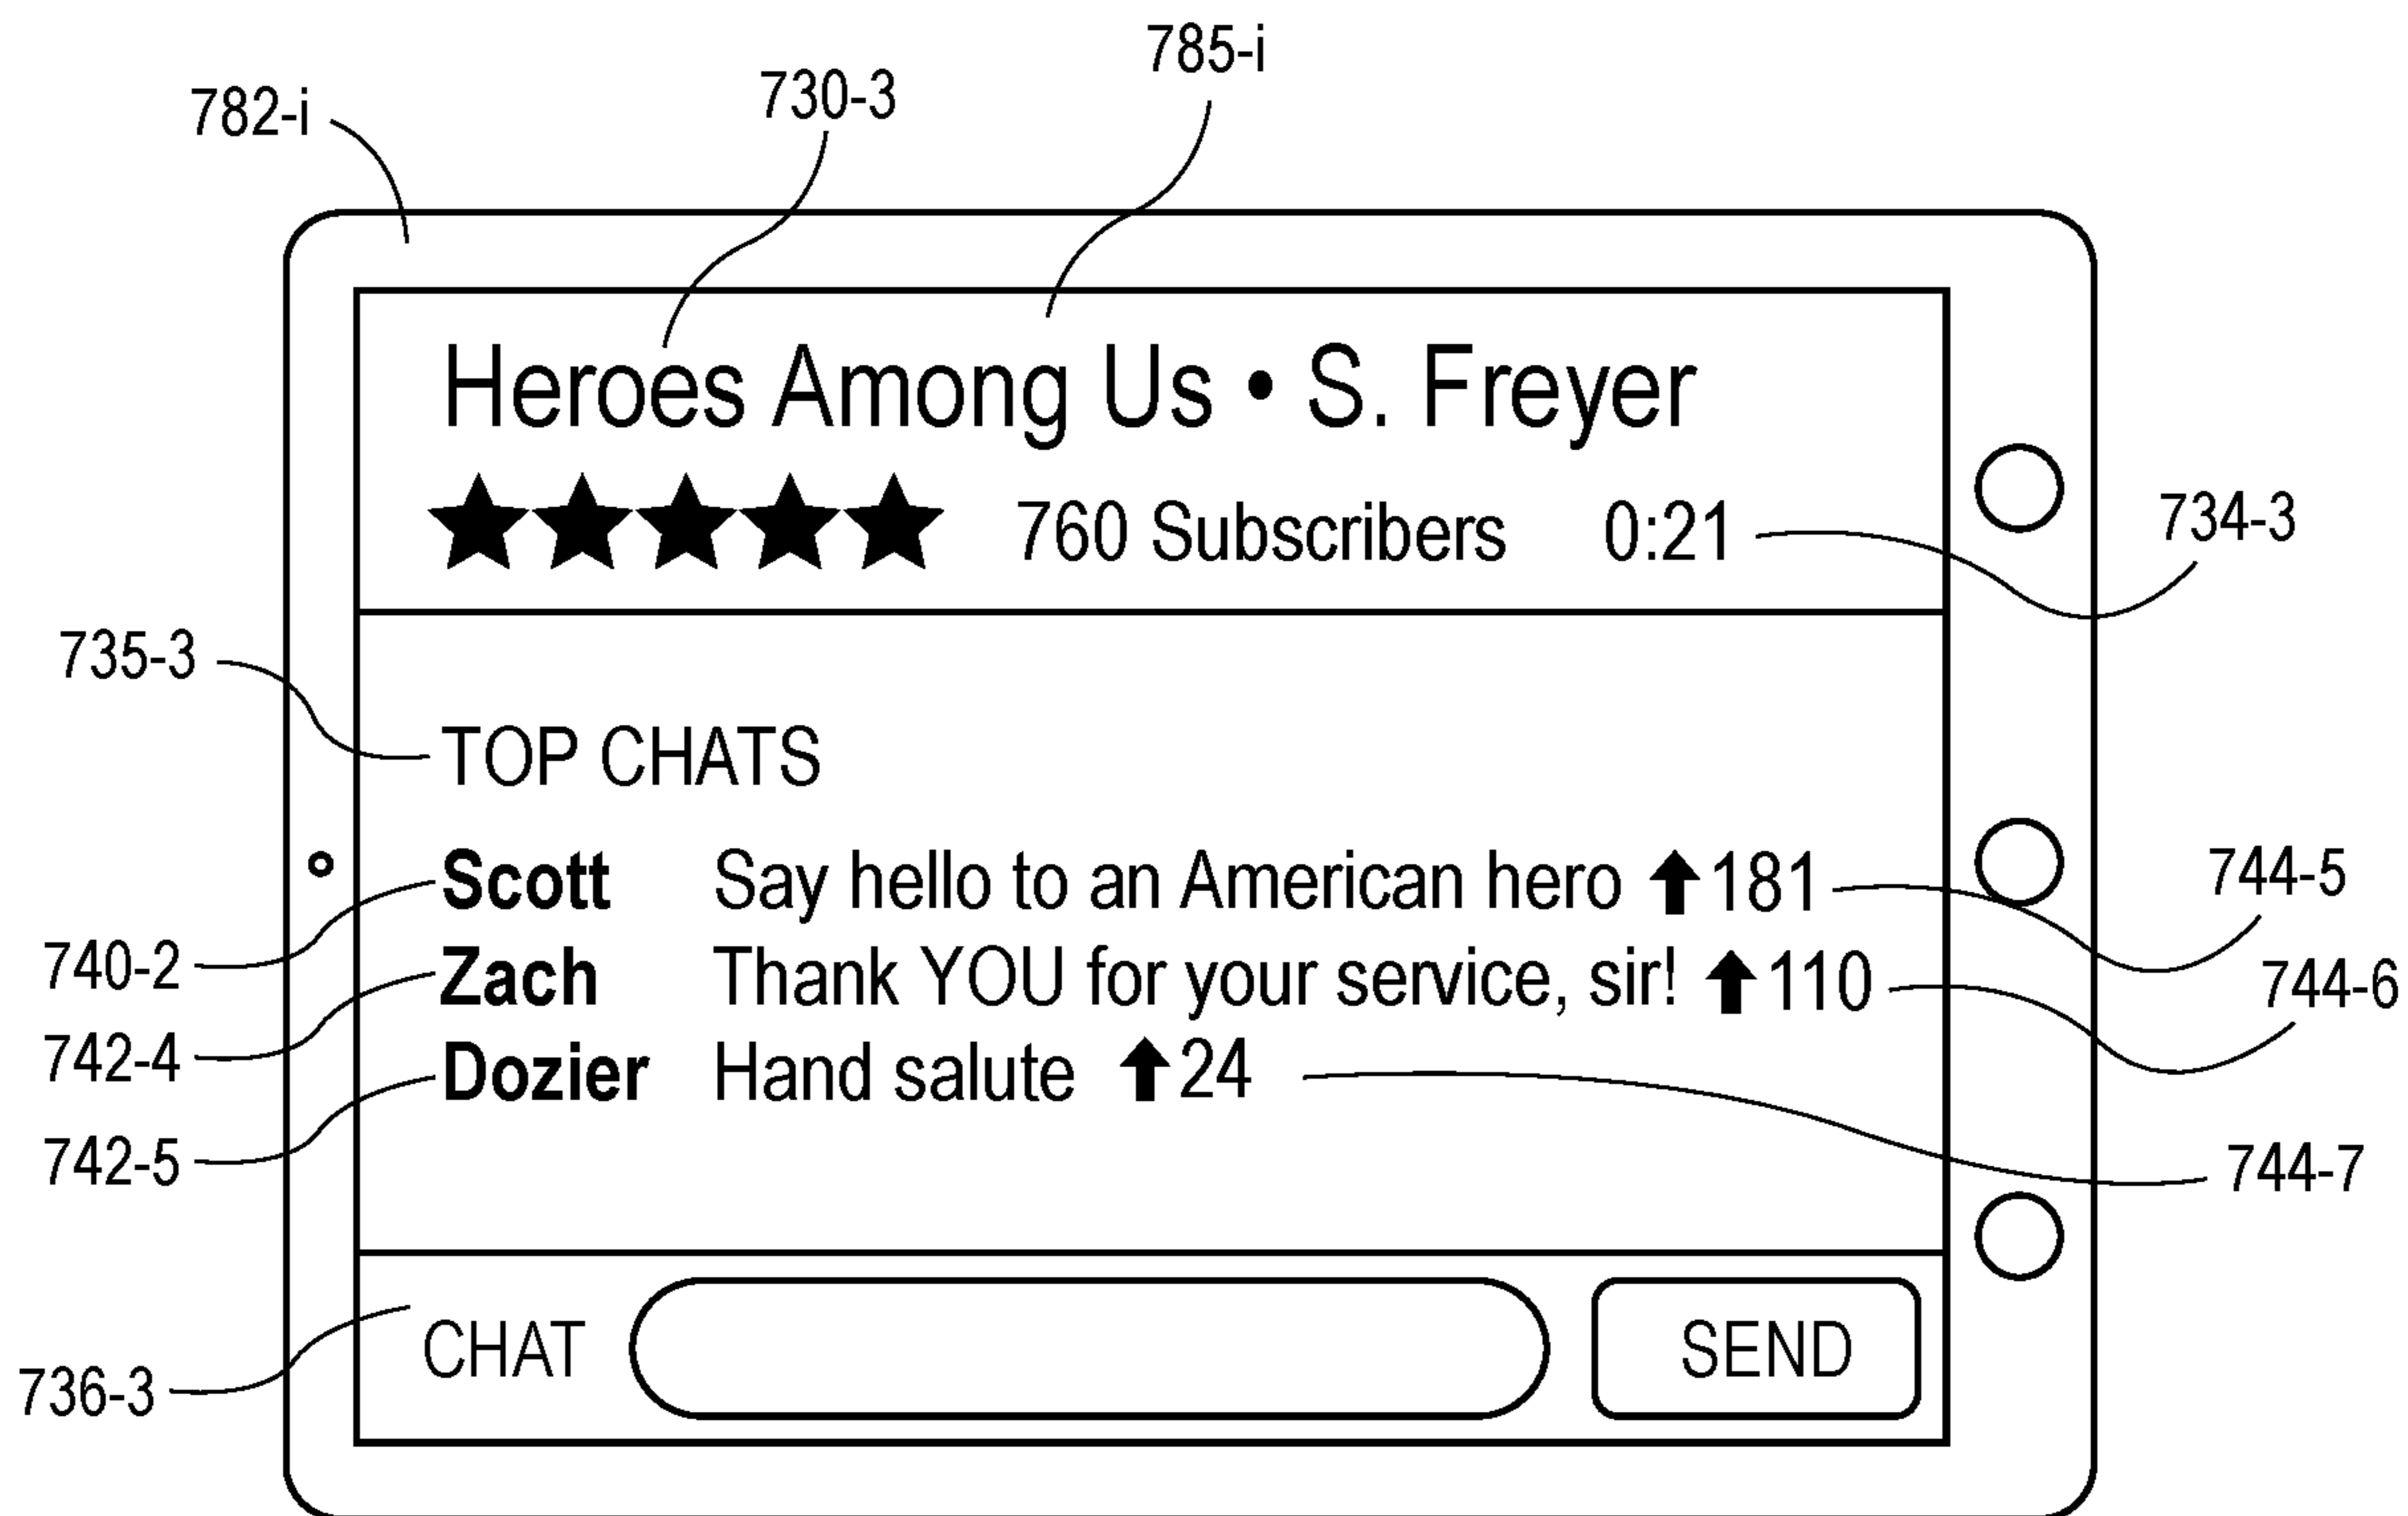 785-i
730-3
782-i
Heroes Among Us • S. Freyer
760 Subscribers 0:21
734-3
735-3
TOP CHATS
Scott Say hello to an American hero ⬆181
744-5
740-2
Zach Thank YOU for your service, sir! ⬆110
744-6
742-4
Dozier Hand salute ⬆24
742-5
744-7
CHAT SEND
736-3